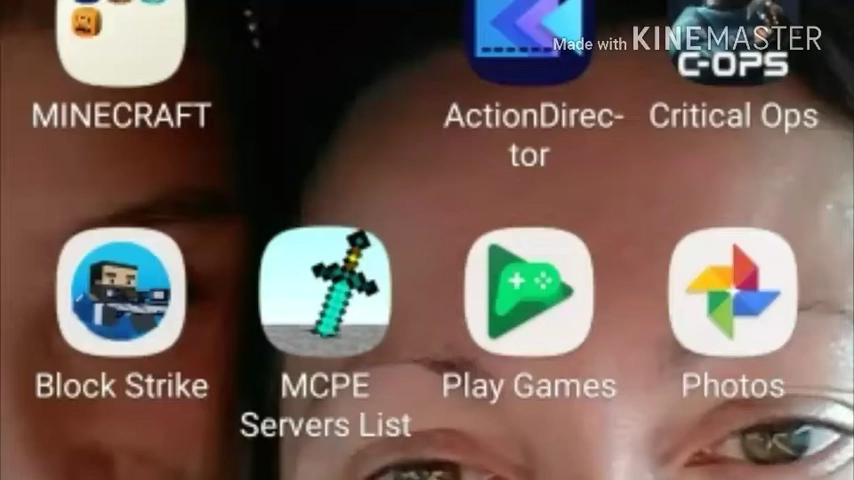 Made with KINEMASTER
C-OPS
MINECRAFT
ActionDirec-
tor
Critical Ops
Block Strike
MCPE
Servers List
Play Games
Photos